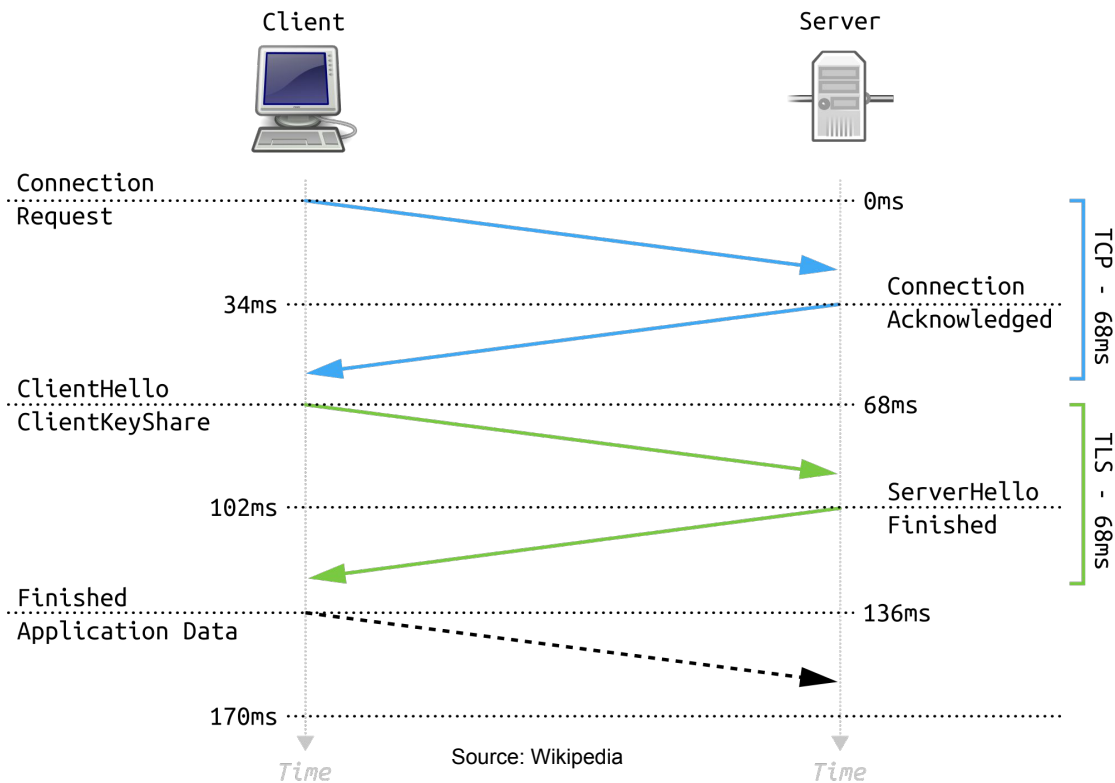 Client
Server
Connection
Request
0ms
TCP - 68ms
34ms
Connection
Acknowledged
ClientHello
ClientKeyShare
68ms
TLS - 68ms
102ms
ServerHello
Finished
Finished
Application Data
136ms
170ms
Source: Wikipedia
Time
Time